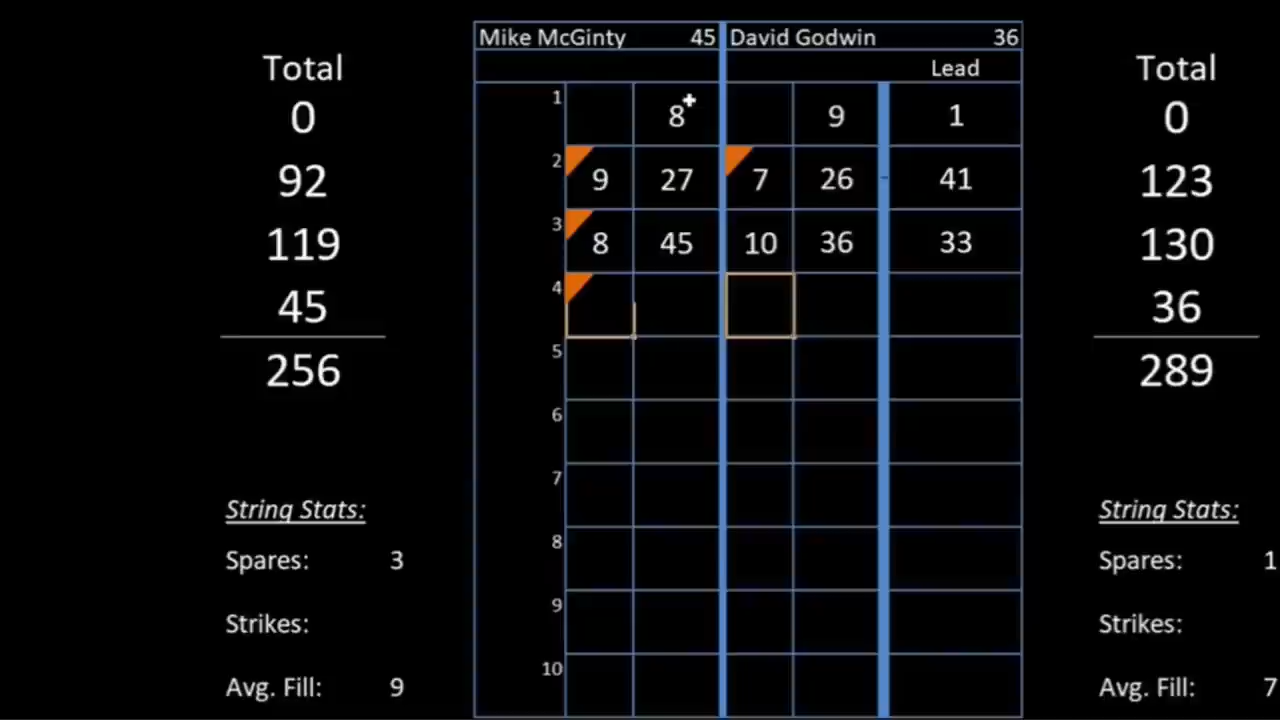 Mike McGinty 45 David Godwin 36
Lead
Total
0
92
119
45
256
1 8 9 1
2 9 27 7 26 41
3 8 45 10 36 33
4
5
6
7
8
9
10
Total
0
123
130
36
289
String Stats:
Spares: 3
Strikes:
Avg. Fill: 9
String Stats:
Spares: 1
Strikes:
Avg. Fill: 7